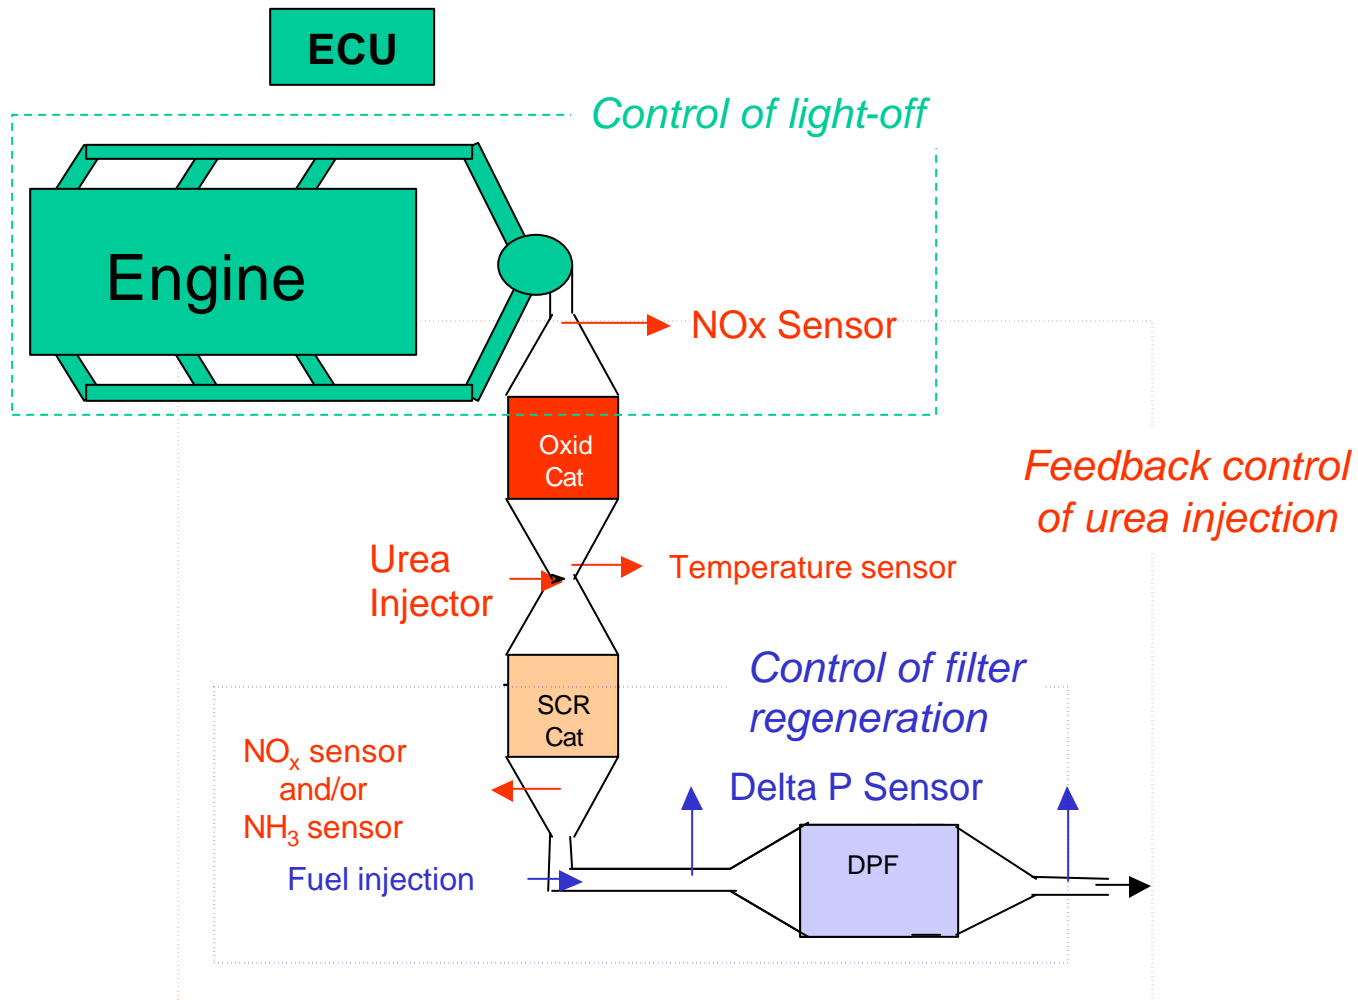 ECU
Control of light-off
Engine
NOx Sensor
Oxid
Cat
Feedback control
of urea injection
Urea
Injector
Temperature sensor
Control of filter
regeneration
SCR
Cat
NOx sensor
and/or
NH3 sensor
Delta P Sensor
DPF
Fuel injection